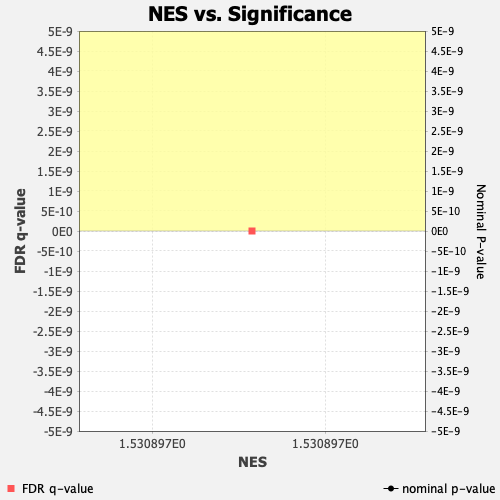 NES vs. Significance
5E-9
4.5E-9
4E-9
3.5E-9
3E-9
2.5E-9
2E-9
1.5E-9
1E-9
5E-10
0E0
-5E-10
-1E-9
-1.5E-9
-2E-9
-2.5E-9
-3E-9
-3.5E-9
-4E-9
-4.5E-9
-5E-9
FDR q-value
5E-9
4.5E-9
4E-9
3.5E-9
3E-9
2.5E-9
2E-9
1.5E-9
1E-9
5E-10
0E0
-5E-10
-1E-9
-1.5E-9
-2E-9
-2.5E-9
-3E-9
-3.5E-9
-4E-9
-4.5E-9
-5E-9
Nominal P-value
1.530897E0 1.530897E0
NES
FDR q-value nominal p-value